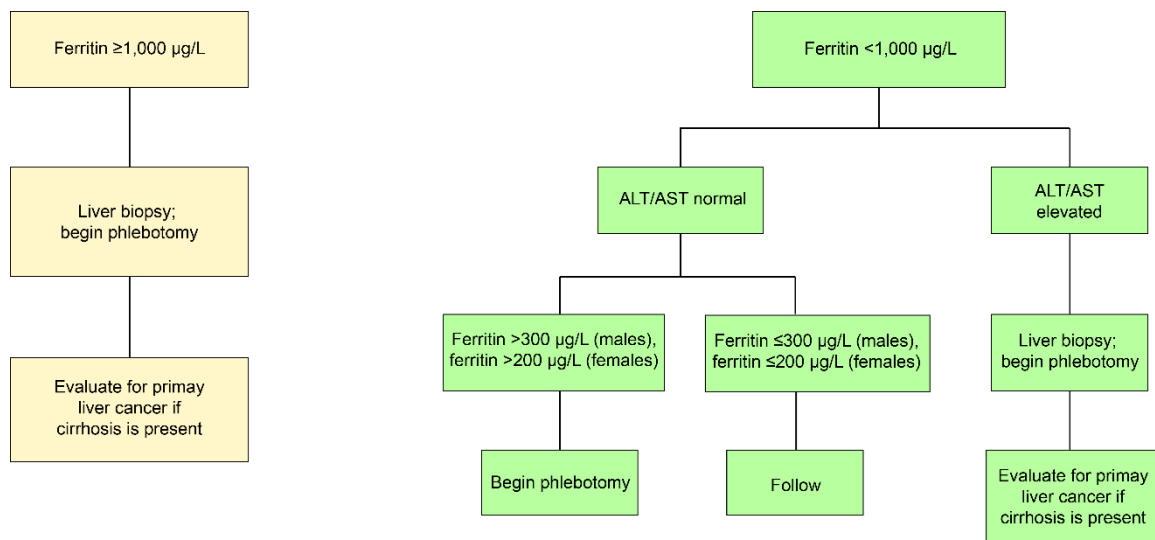 Ferritin ≥1,000 µg/L
Liver biopsy;
begin phlebotomy
Evaluate for primay
liver cancer if
cirrhosis is present
Ferritin <1,000 µg/L
ALT/AST normal
ALT/AST
elevated
Ferritin >300 µg/L (males),
ferritin >200 µg/L (females)
Ferritin ≤300 µg/L (males),
ferritin ≤200 µg/L (females)
Liver biopsy;
begin phlebotomy
Begin phlebotomy
Follow
Evaluate for primay
liver cancer if
cirrhosis is present